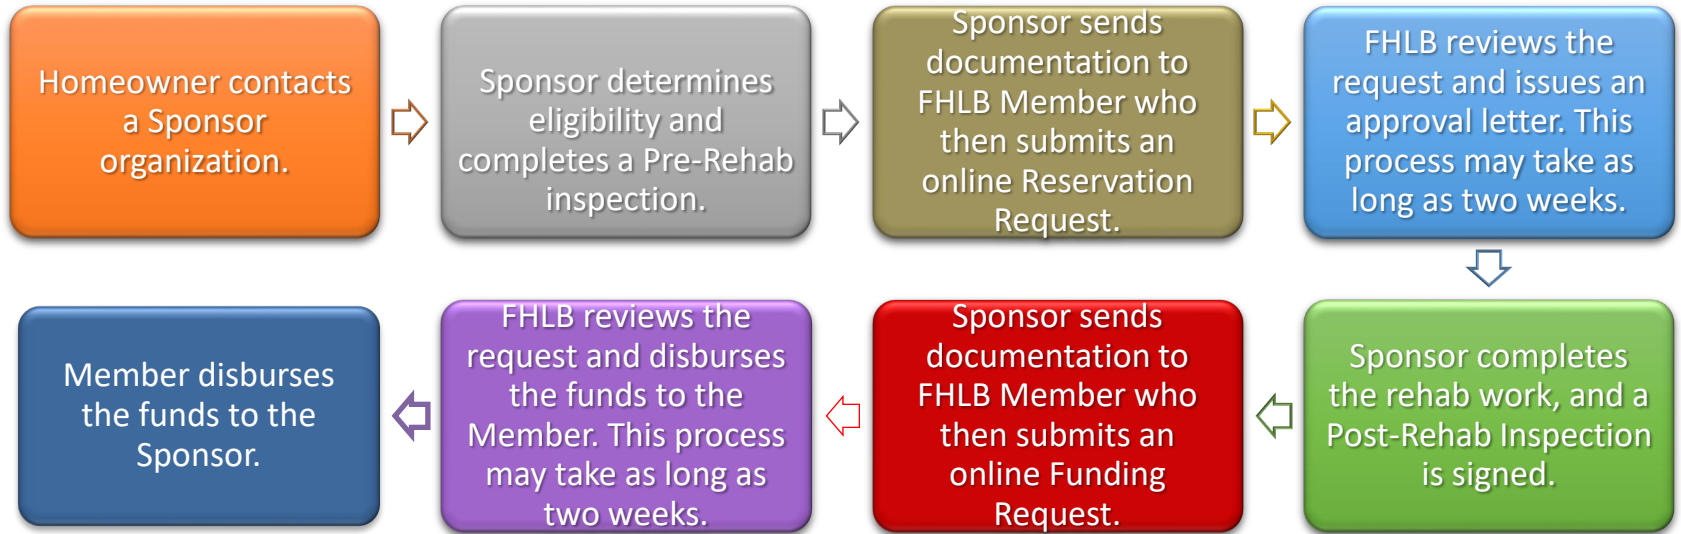 Homeowner contacts
a Sponsor
organization.
Sponsor determines
eligibility and
completes a Pre-Rehab
inspection.
Sponsor sends
documentation to
FHLB Member who
then submits an
online Reservation
Request.
FHLB reviews the
request and issues an
approval letter. This
process may take as
long as two weeks.
Sponsor completes
the rehab work, and a
Post-Rehab Inspection
is signed.
Sponsor sends
documentation to
FHLB Member who
then submits an
online Funding
Request.
FHLB reviews the
request and disburses
the funds to the
Member. This process
may take as long as
two weeks.
Member disburses
the funds to the
Sponsor.